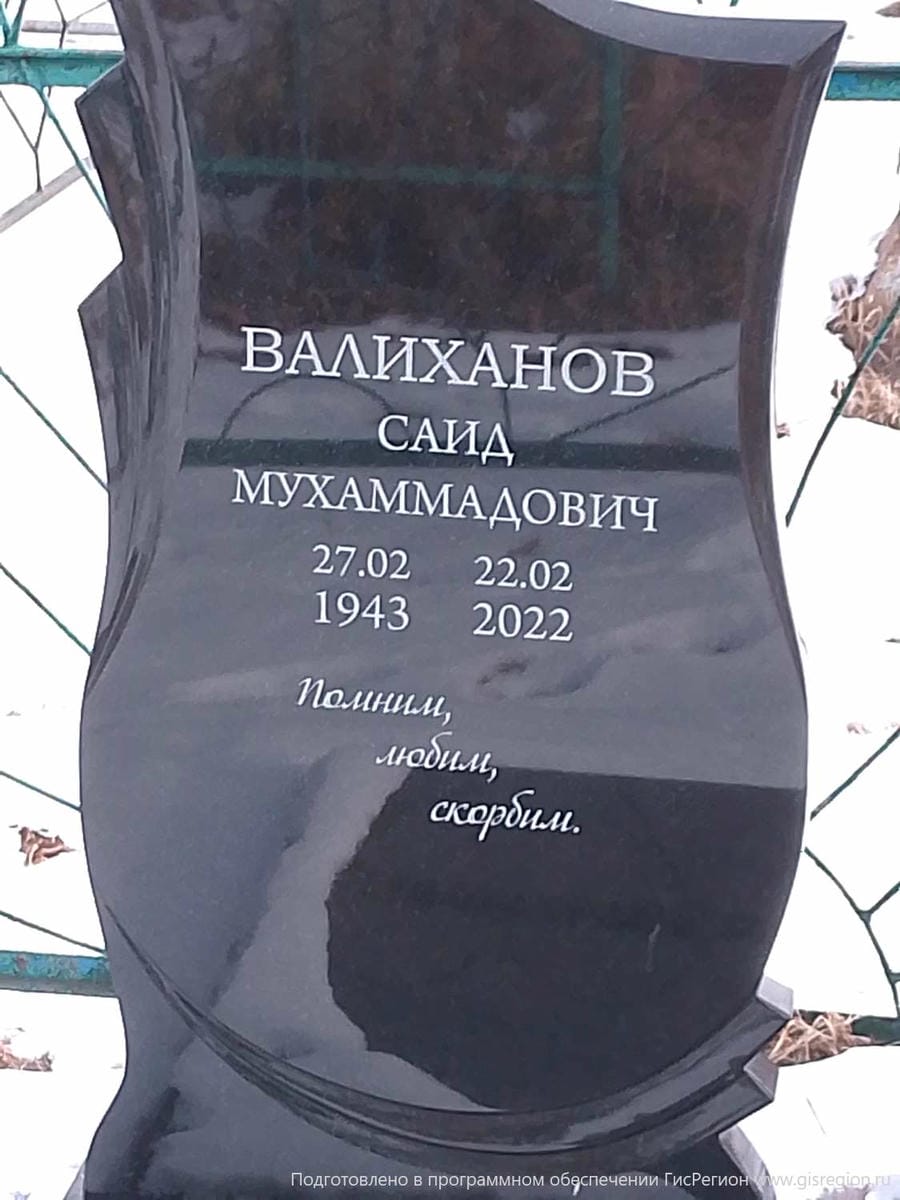 ВАЛИХАНОВ
САИД
МУХАММАДОВИЧ
27.02 22.02
1943 2022
Помним,
любим,
скорбим.
Подготовлено в программном обеспечении ГисРегион www.gisregion.ru